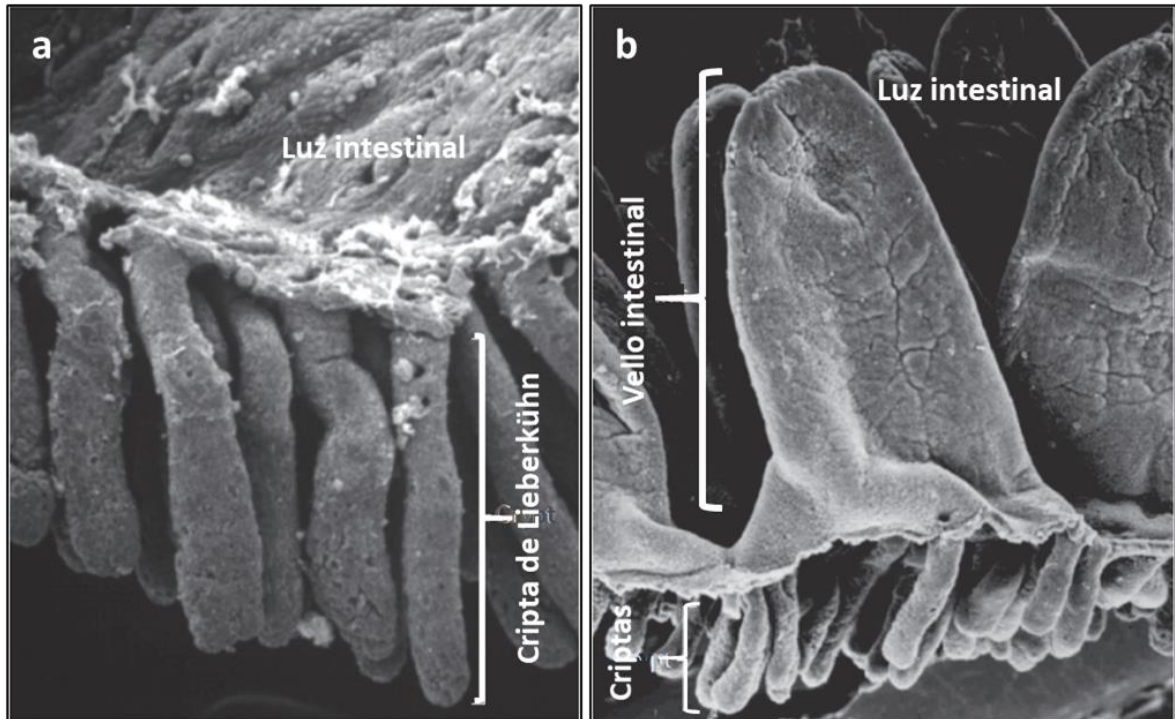 a
Luz intestinal
Cripta de Lieberkühn
b
Luz intestinal
Vello intestinal
Criptas